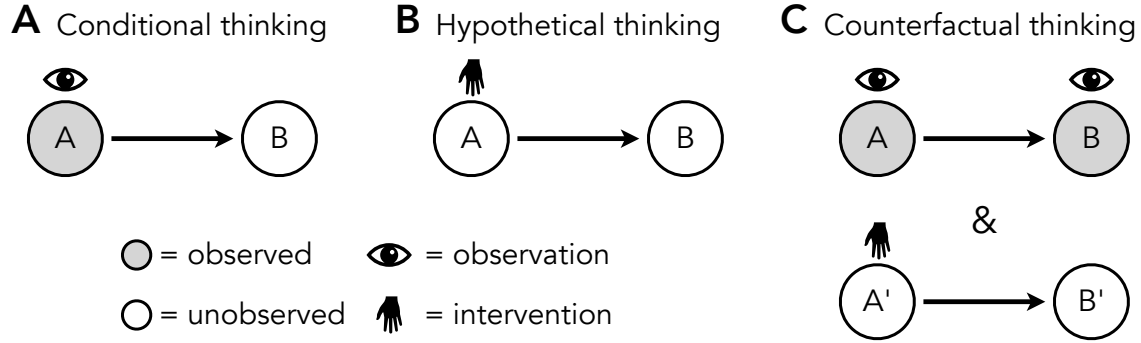 A Conditional thinking
A
B
B Hypothetical thinking
A
B
C Counterfactual thinking
A
B
&
A'
B'
= observed
= observation
= unobserved
= intervention